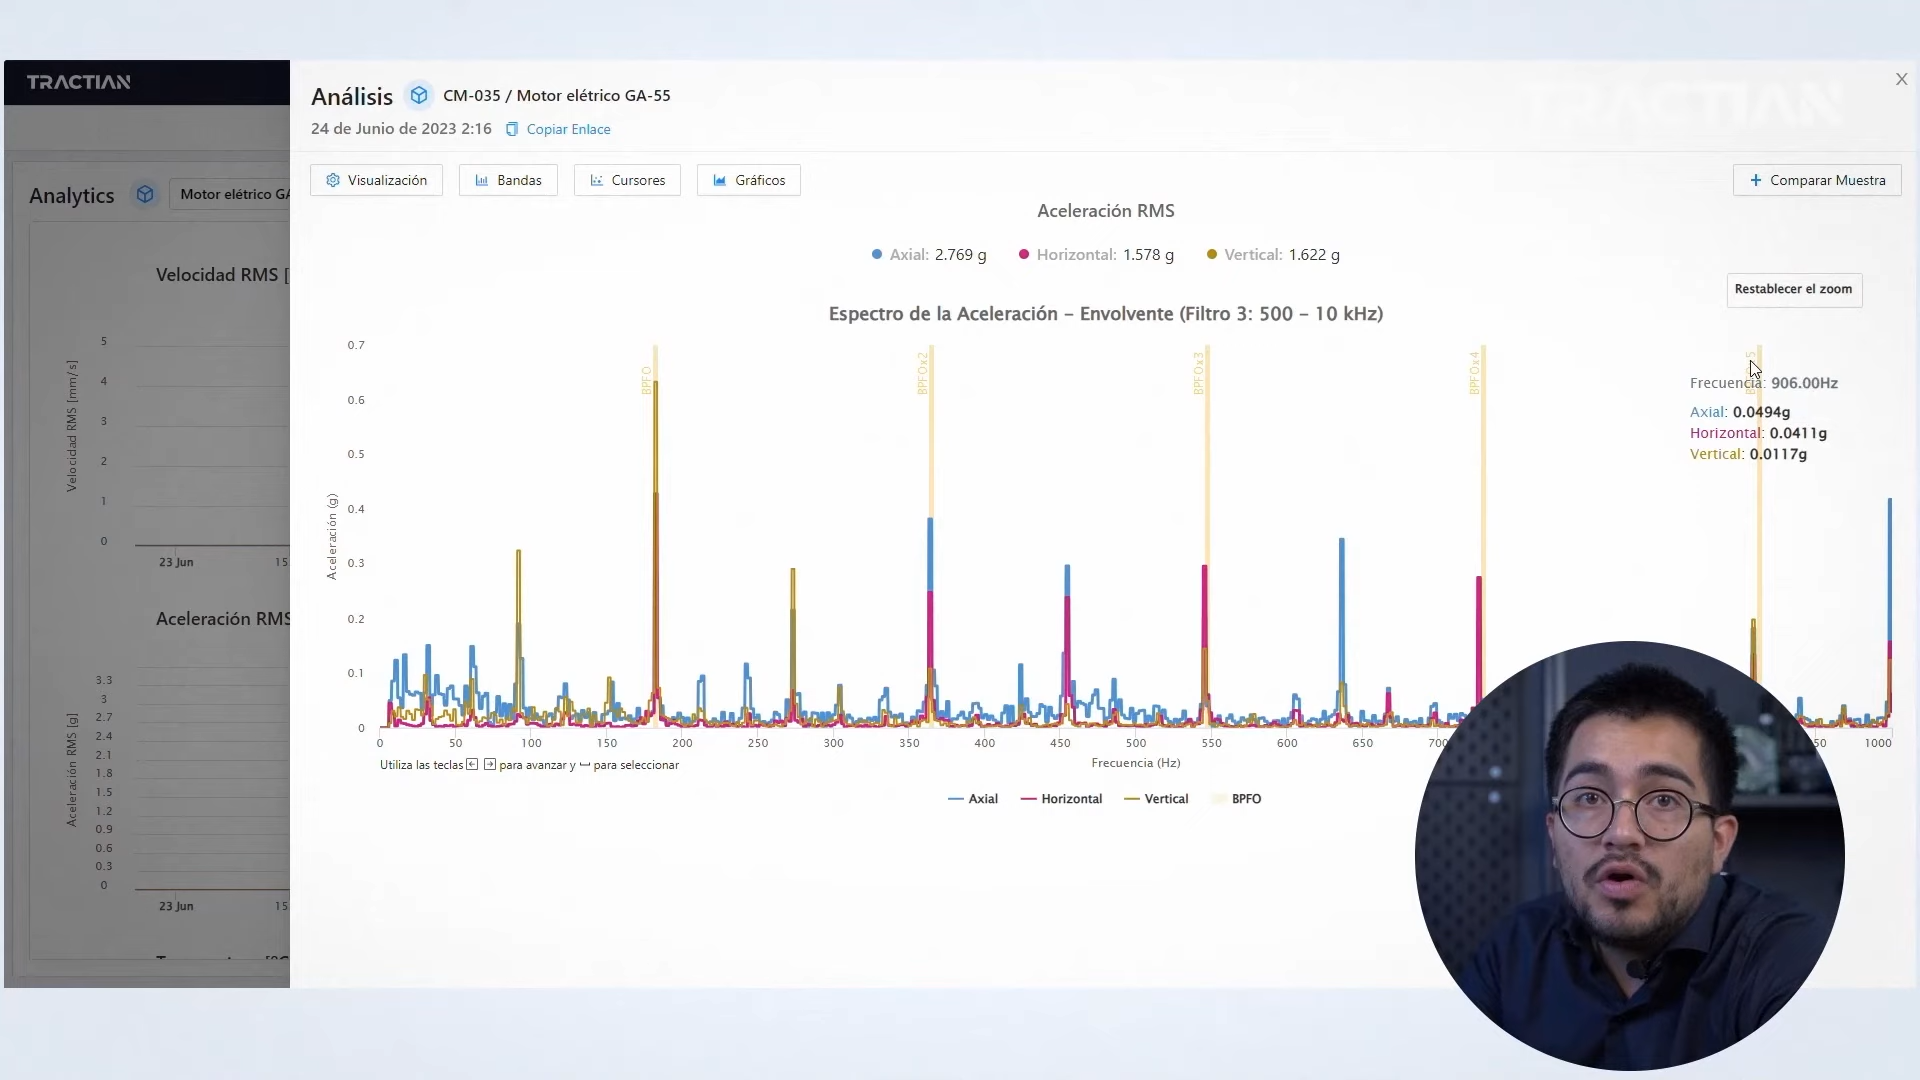 TRACTIAN
Análisis CM-035 / Motor elétrico GA-55
X
24 de Junio de 2023 2:16 Copiar Enlace
TRACTIAN
Visualización Bandas Cursores Gráficos + Comparar Muestra
Analytics Motor elétrico GA
Aceleración RMS
Axial: 2.769 g Horizontal: 1.578 g Vertical: 1.622 g
Velocidad RMS [
Restablecer el zoom
Espectro de la Aceleración – Envolvente (Filtro 3: 500 – 10 kHz)
Velocidad RMS [mm/s]
5
4
3
2
1
0
23 Jun 15
Aceleración RMS
Aceleración RMS [g]
3.3
3
2.7
2.4
2.1
1.8
1.5
1.2
0.9
0.6
0.3
0
23 Jun 15
Aceleración (g)
0.7
0.6
0.5
0.4
0.3
0.2
0.1
0
BPFO
BPFOx2
BPFOx3
BPFOx4
Frecuencia: 906.00Hz
Axial: 0.0494g
Horizontal: 0.0411g
Vertical: 0.0117g
0 50 100 150 200 250 300 350 400 450 500 550 600 650 700 50 1000
Frecuencia (Hz)
Utiliza las teclas para avanzar y para seleccionar
Axial Horizontal Vertical BPFO